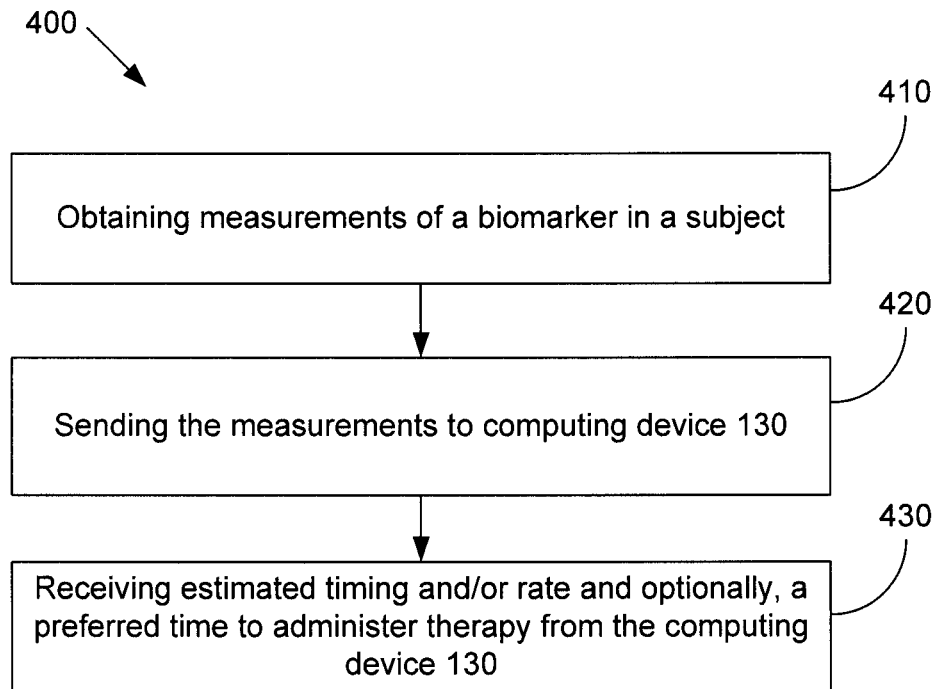 400
410
Obtaining measurements of a biomarker in a subject
420
Sending the measurements to computing device 130
430
Receiving estimated timing and/or rate and optionally, a
preferred time to administer therapy from the computing
device 130